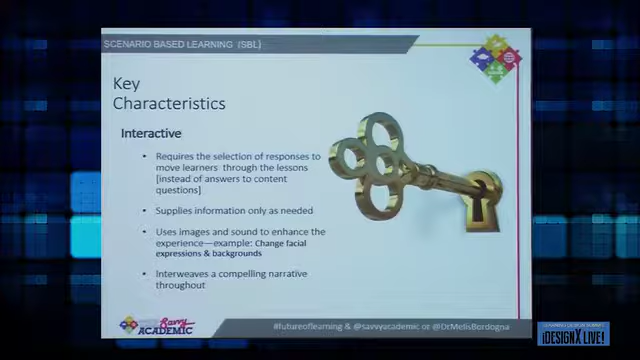 SCENARIO BASED LEARNING (SBL)
Key
Characteristics
Interactive
• Requires the selection of responses to
move learners through the lessons
[instead of answers to content
questions]
• Supplies information only as needed
• Uses images and sound to enhance the
experience—example: Change facial
expressions & backgrounds
• Interweaves a compelling narrative
throughout
Savvy
ACADEMIC
#futureoflearning & @savvyacademic or @DrMelisBordogna
iDESIGNX LIVE!